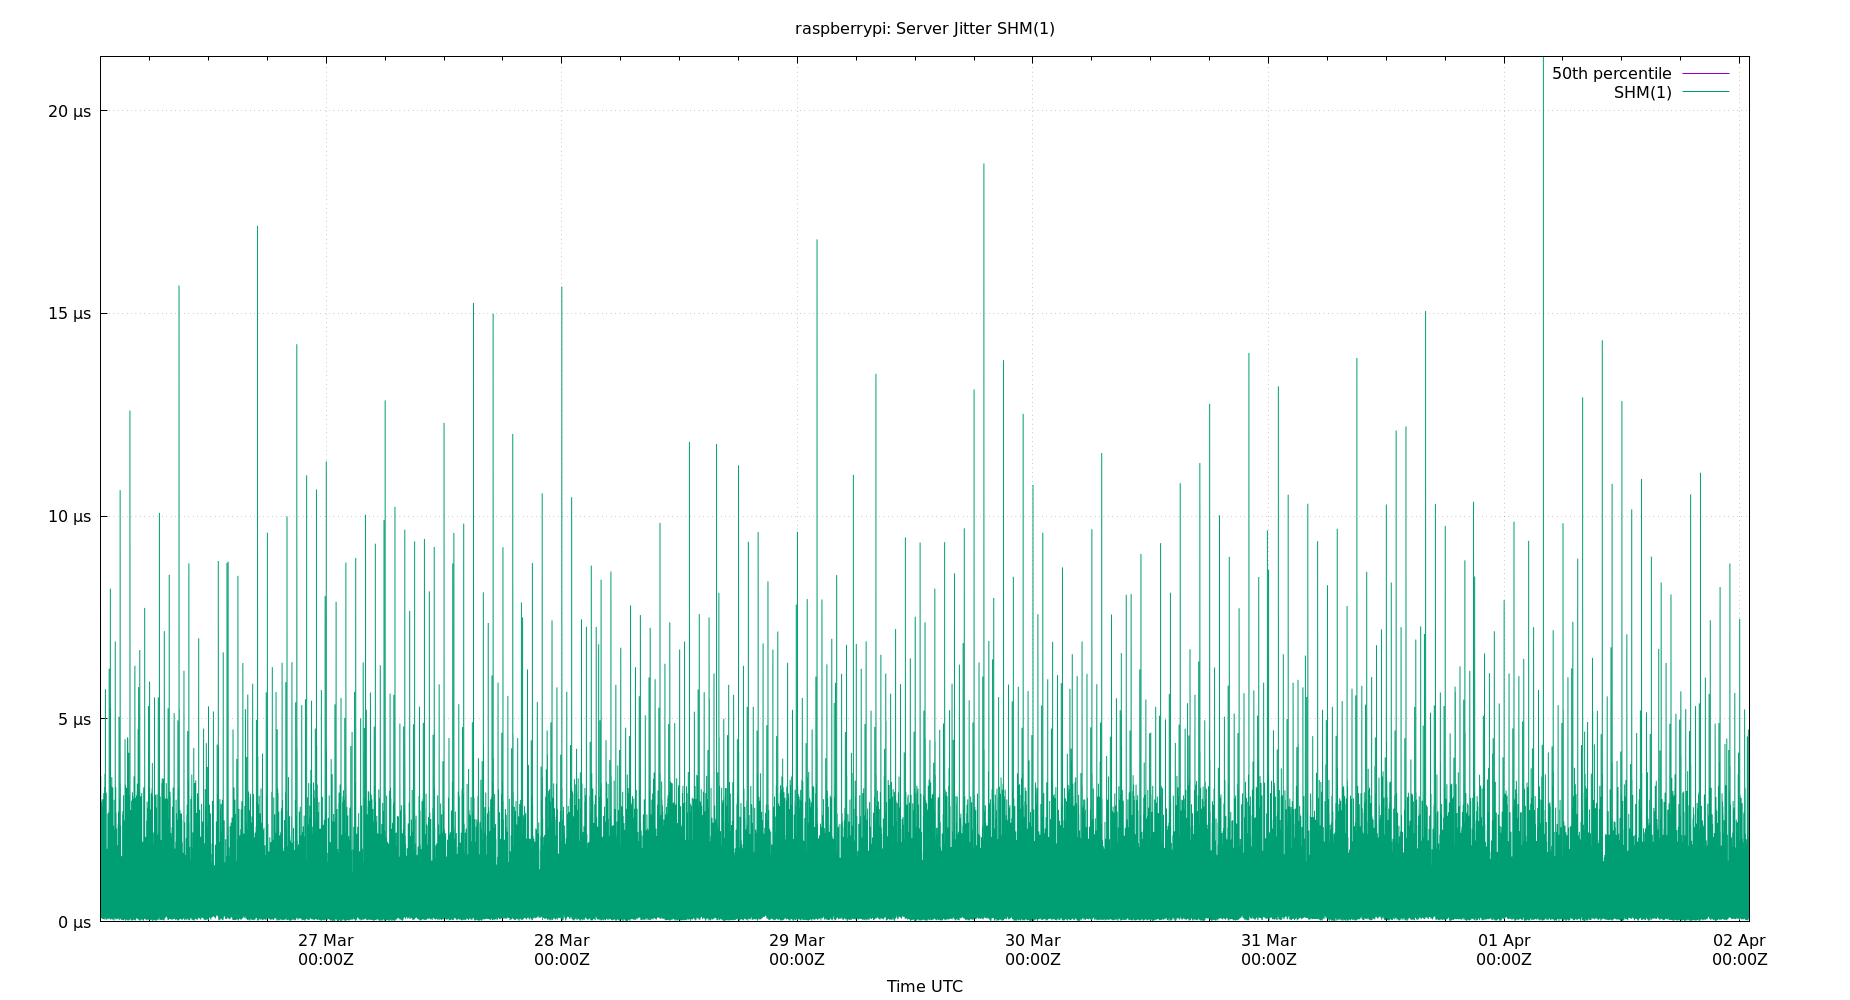 raspberrypi: Server Jitter SHM(1)
50th percentile
SHM(1)
20 µs
15 µs
10 µs
5 µs
0 µs
27 Mar 28 Mar 29 Mar 30 Mar 31 Mar 01 Apr 02 Apr
00:00Z 00:00Z 00:00Z 00:00Z 00:00Z 00:00Z 00:00Z
Time UTC